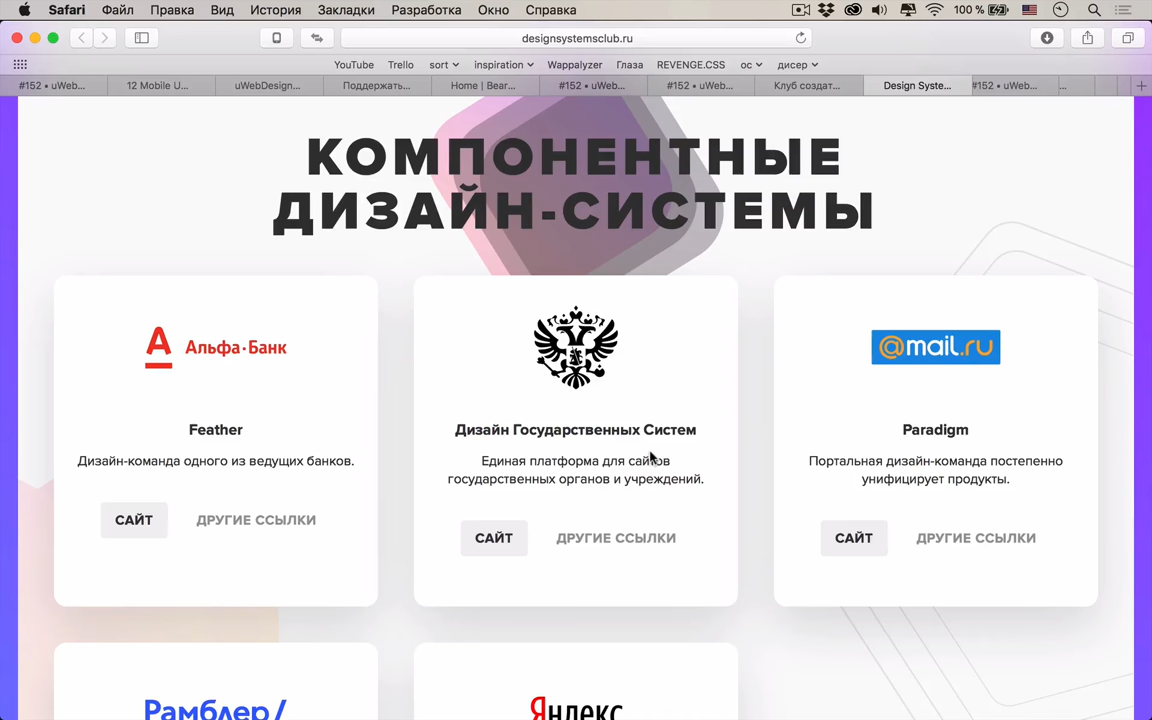 Safari Файл Правка Вид История Закладки Разработка Окно Справка 100 %
designsystemsclub.ru
YouTube Trello sort inspiration Wappalyzer Глаза REVENGE.CSS ос дисер
#152 • uWeb... 12 Mobile U... uWebDesign... Поддержать... Home | Bear... #152 • uWeb... #152 • uWeb... Клуб создат... Design Syste... #152 • uWeb... ...
КОМПОНЕНТНЫЕ
ДИЗАЙН-СИСТЕМЫ
А Альфа·Банк
Feather
Дизайн-команда одного из ведущих банков.
САЙТ ДРУГИЕ ССЫЛКИ
Дизайн Государственных Систем
Единая платформа для сайтов
государственных органов и учреждений.
САЙТ ДРУГИЕ ССЫЛКИ
@mail.ru
Paradigm
Портальная дизайн-команда постепенно
унифицирует продукты.
САЙТ ДРУГИЕ ССЫЛКИ
Рамблер/
Яндекс